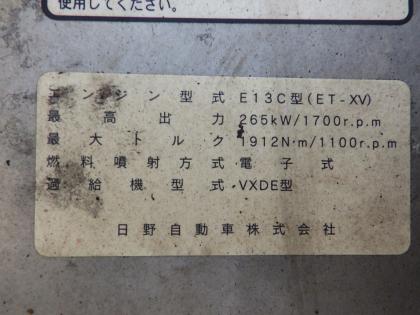 使用してください。
エンジン型式 E13C型(ET-XV)
最高出力 265kW/1700r.p.m
最大トルク 1912N·m/1100r.p.m
燃料噴射方式 電子式
過給機型式 VXDE型
日野自動車株式会社